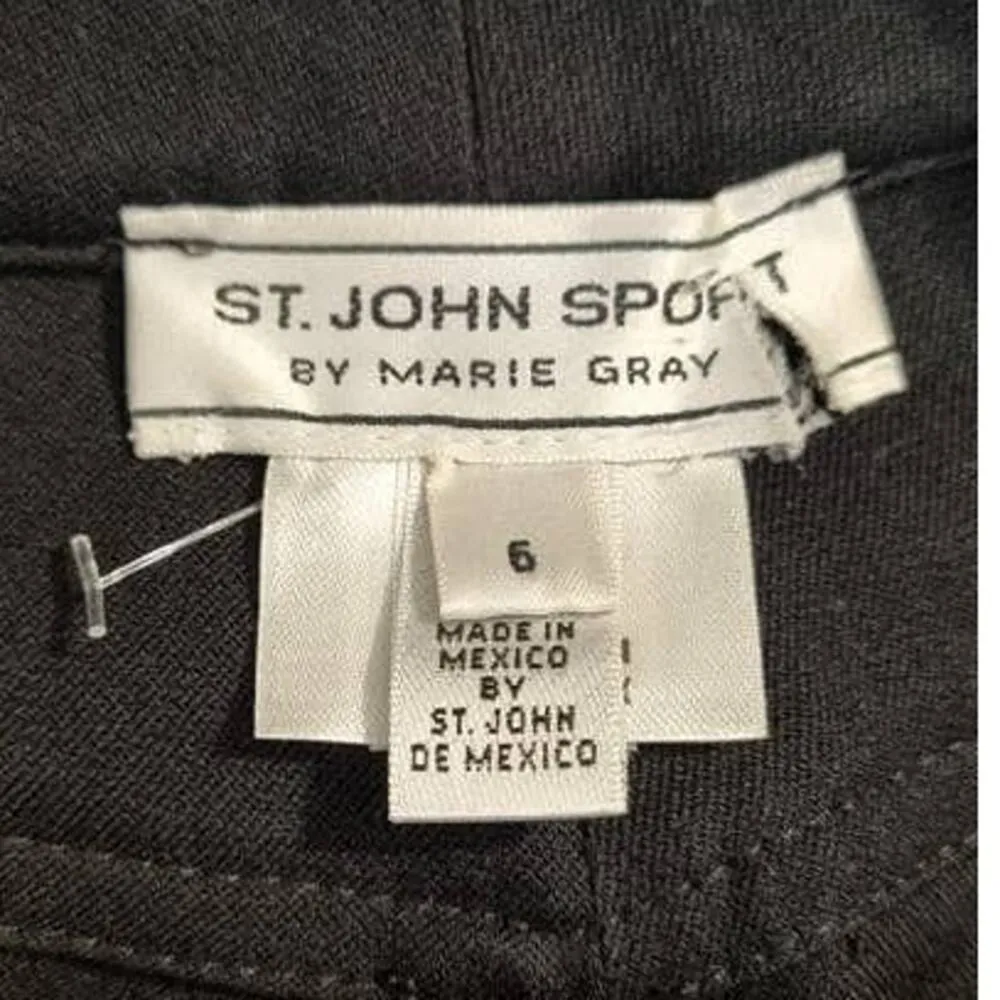 ST. JOHN SPORT
BY MARIE GRAY
6
MADE IN
MEXICO
BY
ST. JOHN
DE MEXICO